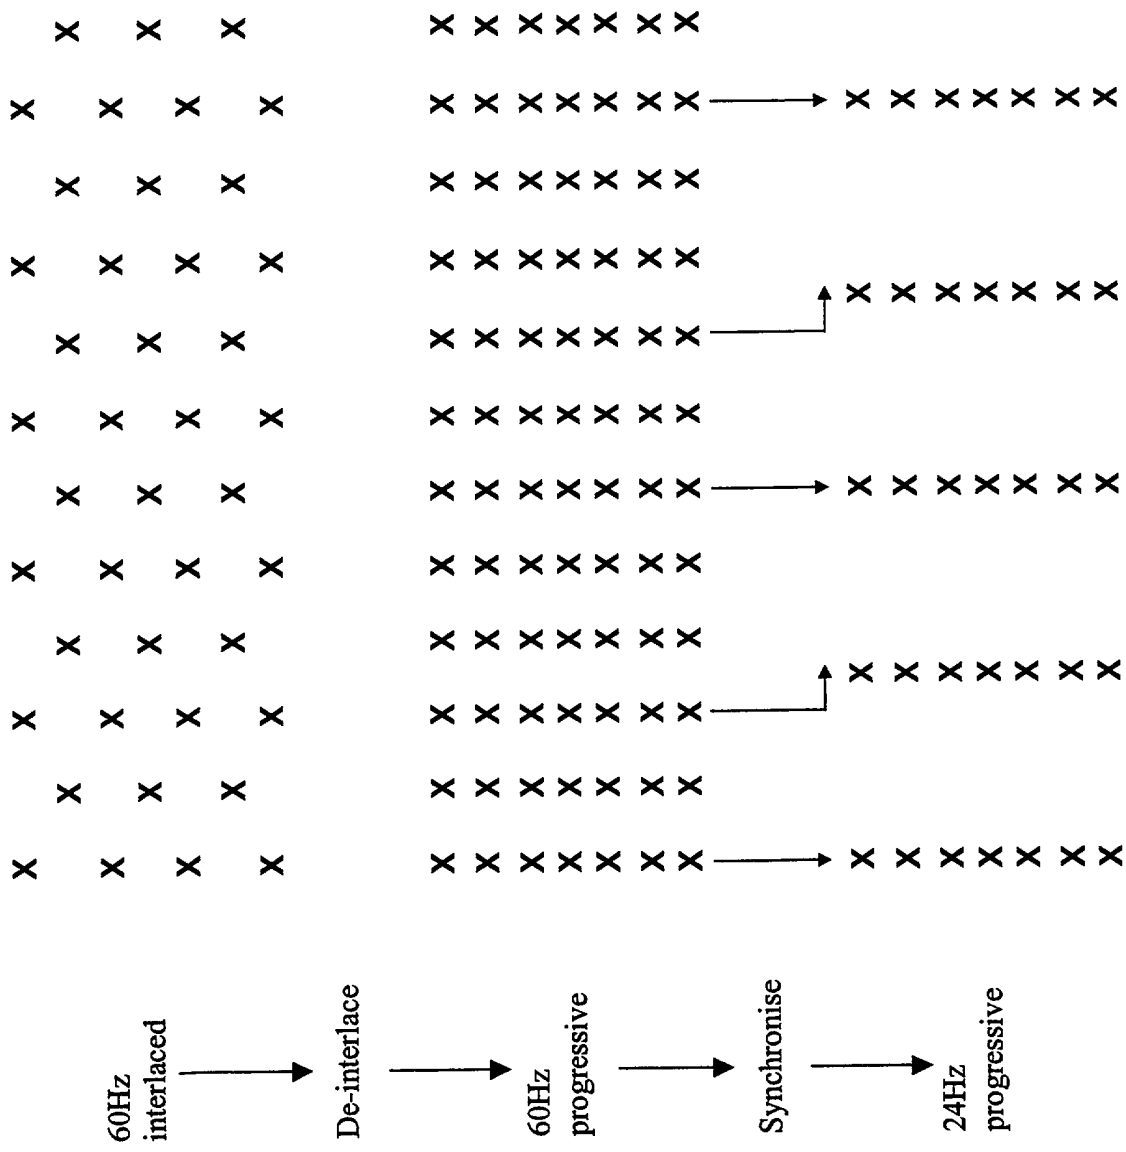 60Hz
interlaced
De-interlace
60Hz
progressive
Synchronise
24Hz
progressive